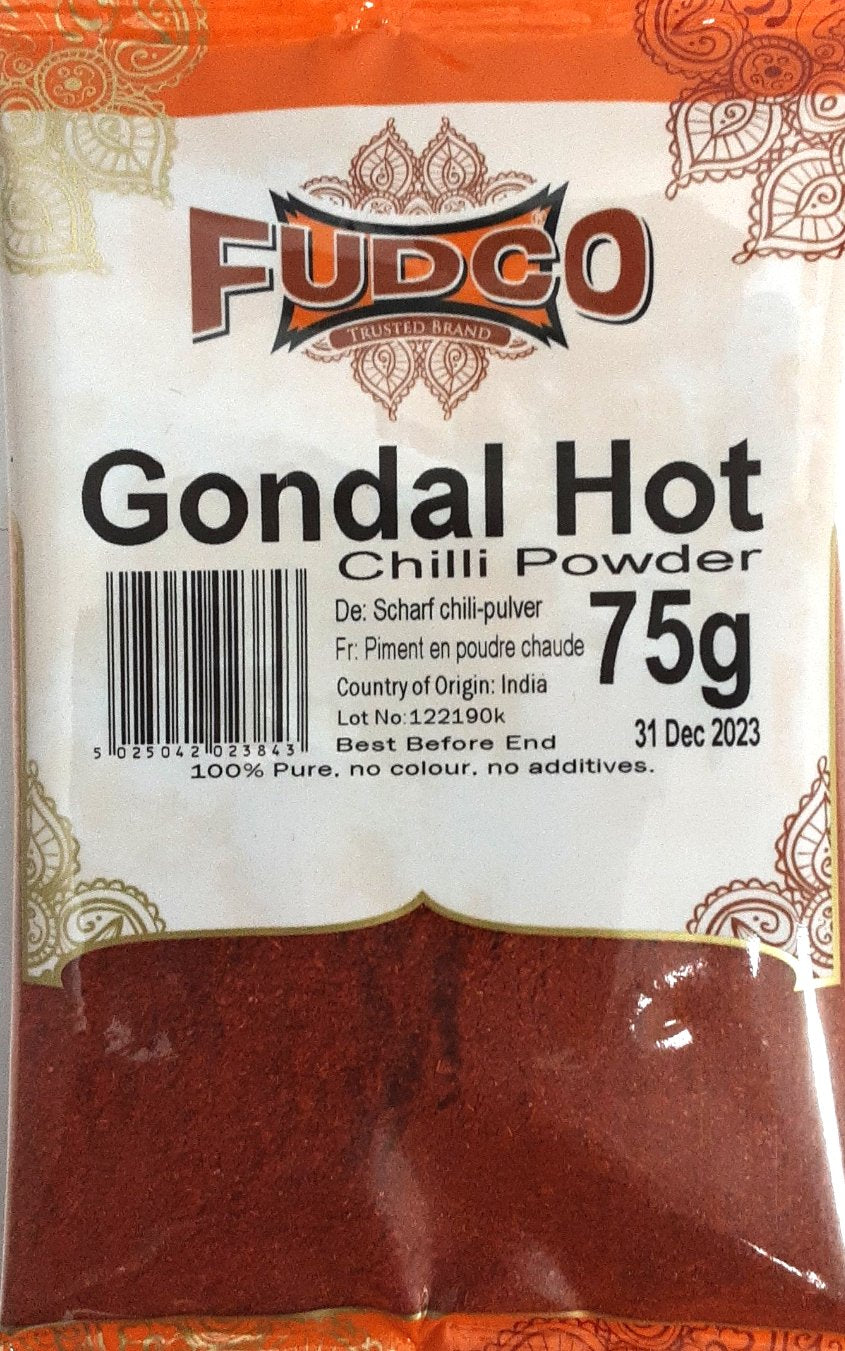 FUDCO
TRUSTED BRAND
Gondal Hot
Chilli Powder
De: Scharf chili-pulver
Fr: Piment en poudre chaude
75g
Country of Origin: India
Lot No:122190k
Best Before End 31 Dec 2023
5 025042 023843
100% Pure, no colour, no additives.